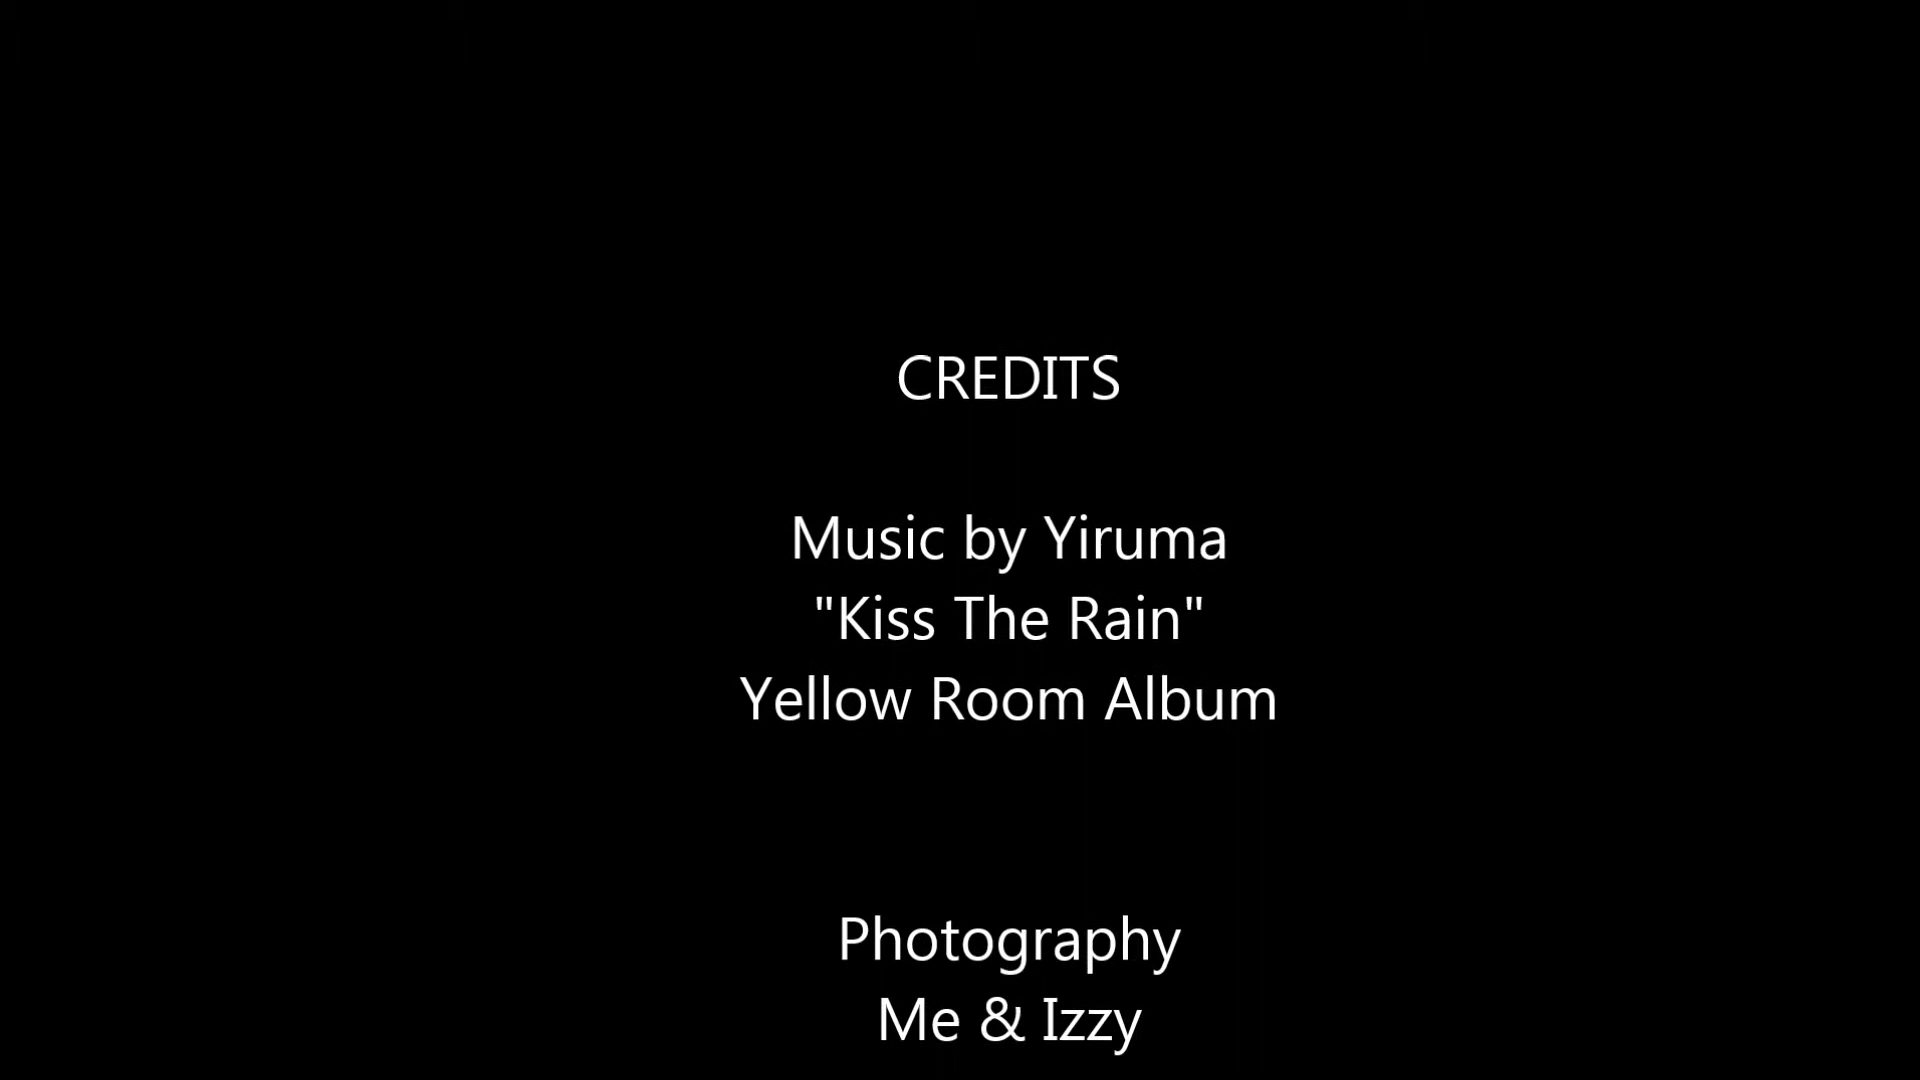 CREDITS
Music by Yiruma
"Kiss The Rain"
Yellow Room Album
Photography
Me & Izzy